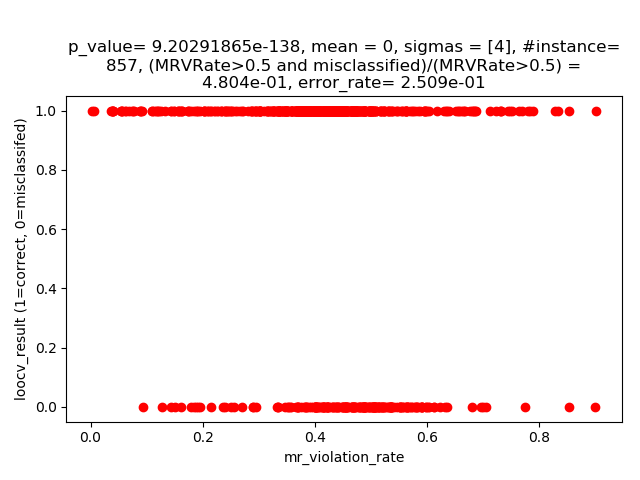 p_value= 9.20291865e-138, mean = 0, sigmas = [4], #instance=
857, (MRVRate>0.5 and misclassified)/(MRVRate>0.5) =
4.804e-01, error_rate= 2.509e-01
1.0
0.8
0.6
0.4
0.2
0.0
loocv_result (1=correct, 0=misclassifed)
0.0 0.2 0.4 0.6 0.8
mr_violation_rate